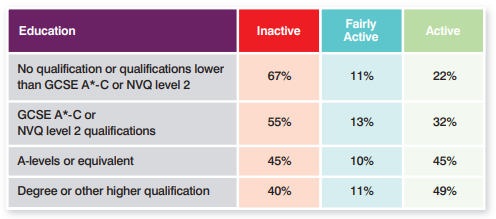 Education Inactive Fairly Active Active
No qualification or qualifications lower
than GCSE A*-C or NVQ level 2 67% 11% 22%
GCSE A*-C or
NVQ level 2 qualifications 55% 13% 32%
A-levels or equivalent 45% 10% 45%
Degree or other higher qualification 40% 11% 49%